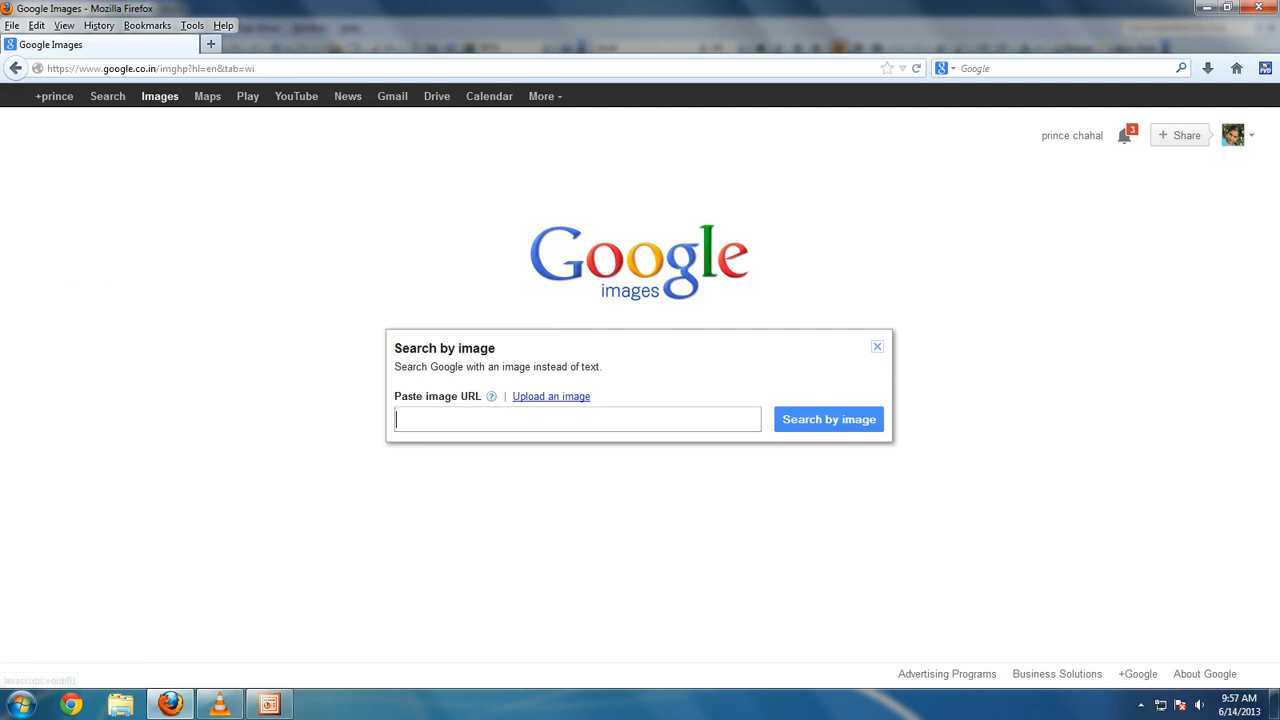 Google Images - Mozilla Firefox
File Edit View History Bookmarks Tools Help
Google Images
https://www.google.co.in/imghp?hl=en&tab=wi
Google
+prince Search Images Maps Play YouTube News Gmail Drive Calendar More
prince chahal 3 + Share
Google
images
Search by image
Search Google with an image instead of text.
Paste image URL ? | Upload an image
Search by image
Advertising Programs Business Solutions +Google About Google
javascript:void(0)
9:57 AM
6/14/2013